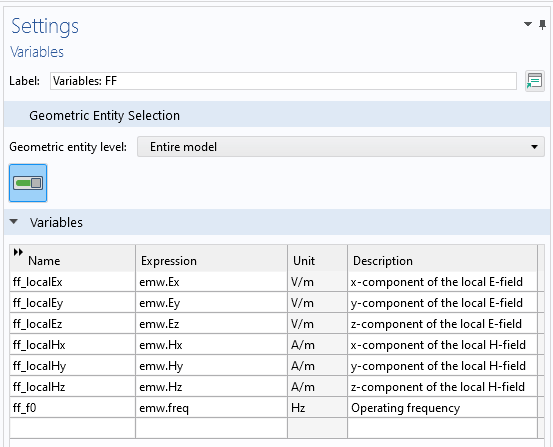 Settings
Variables
Label: Variables: FF
Geometric Entity Selection
Geometric entity level: Entire model
Variables
Name Expression Unit Description
ff_localEx emw.Ex V/m x-component of the local E-field
ff_localEy emw.Ey V/m y-component of the local E-field
ff_localEz emw.Ez V/m z-component of the local E-field
ff_localHx emw.Hx A/m x-component of the local H-field
ff_localHy emw.Hy A/m y-component of the local H-field
ff_localHz emw.Hz A/m z-component of the local H-field
ff_f0 emw.freq Hz Operating frequency